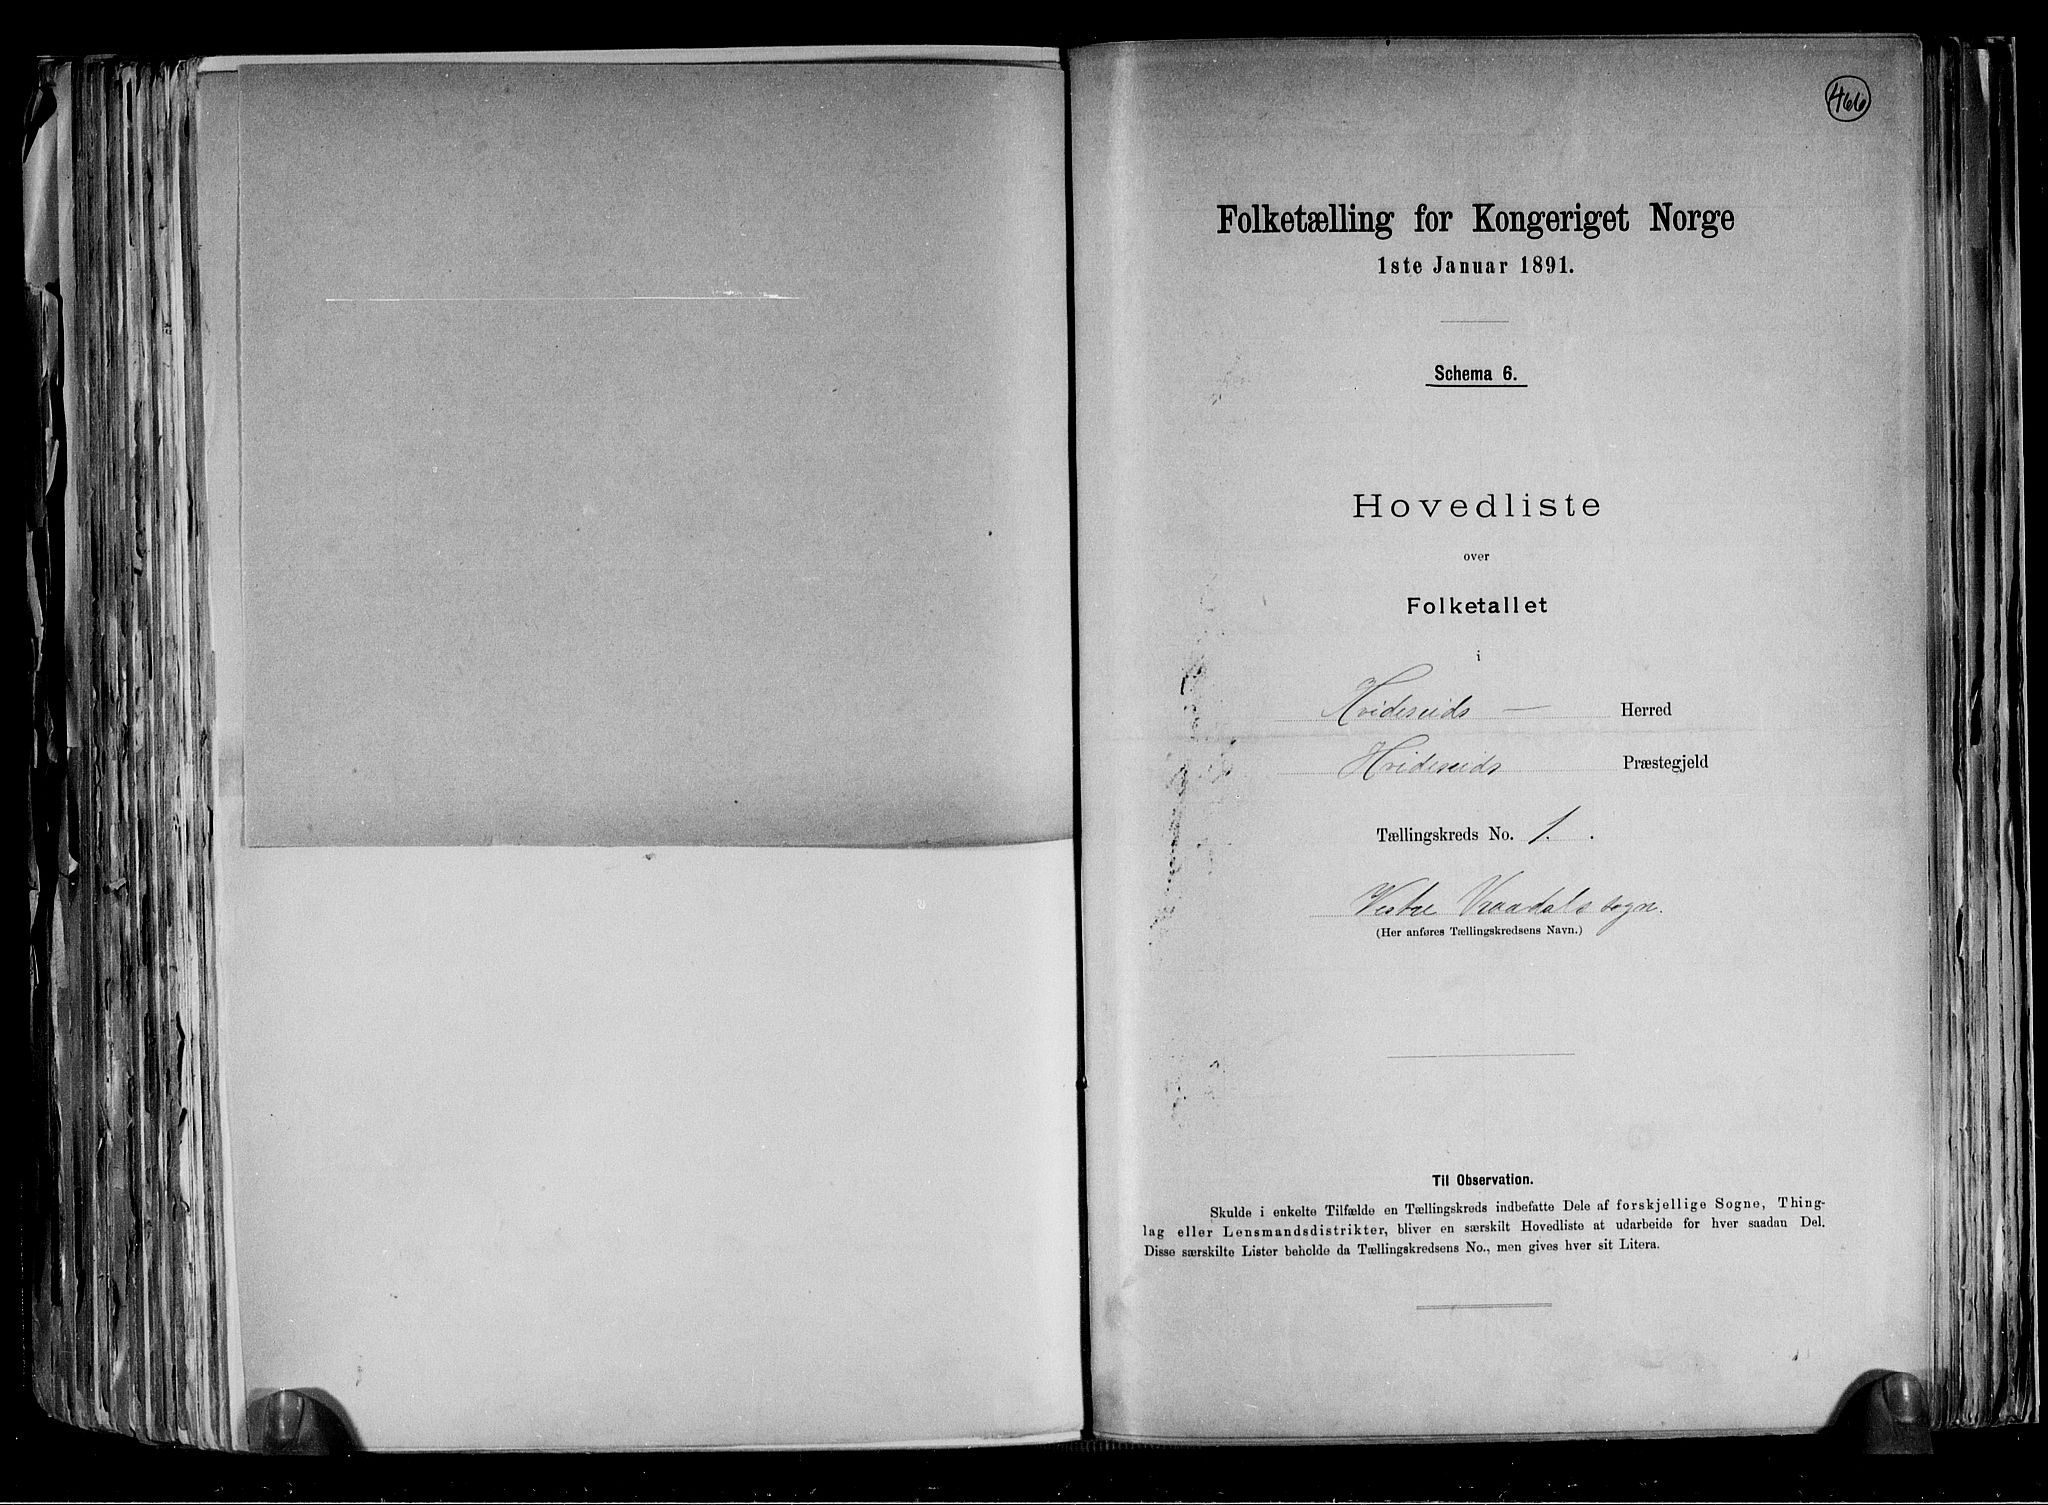 466
Folketælling for Kongeriget Norge
1ste Januar 1891.
Schema 6.
Hovedliste
over
Folketallet
i
Hvideseids — Herred
Hvideseids Præstegjeld
Tællingskreds No. 1. .
Vestre Vraadals sogn.
(Her anføres Tællingskredsens Navn.)
Til Observation.
Skulde i enkelte Tilfælde en Tællingskreds indbefatte Dele af forskjellige Sogne, Thing-
lag eller Lensmandsdistrikter, bliver en særskilt Hovedliste at udarbeide for hver saadan Del.
Disse særskilte Lister beholde da Tællingskredsens No., men gives hver sit Litera.